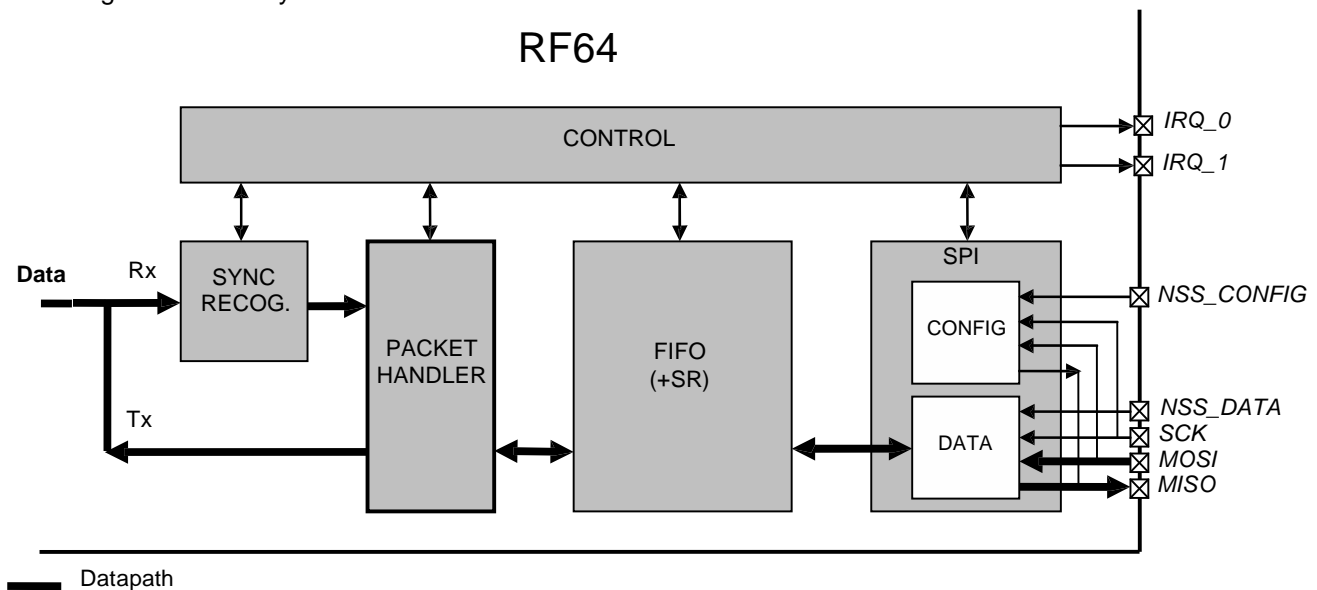 RF64
CONTROL
IRQ_0
IRQ_1
Data
Rx
SYNC
RECOG.
Tx
PACKET
HANDLER
FIFO
(+SR)
SPI
CONFIG
DATA
NSS_CONFIG
NSS_DATA
SCK
MOSI
MISO
Datapath